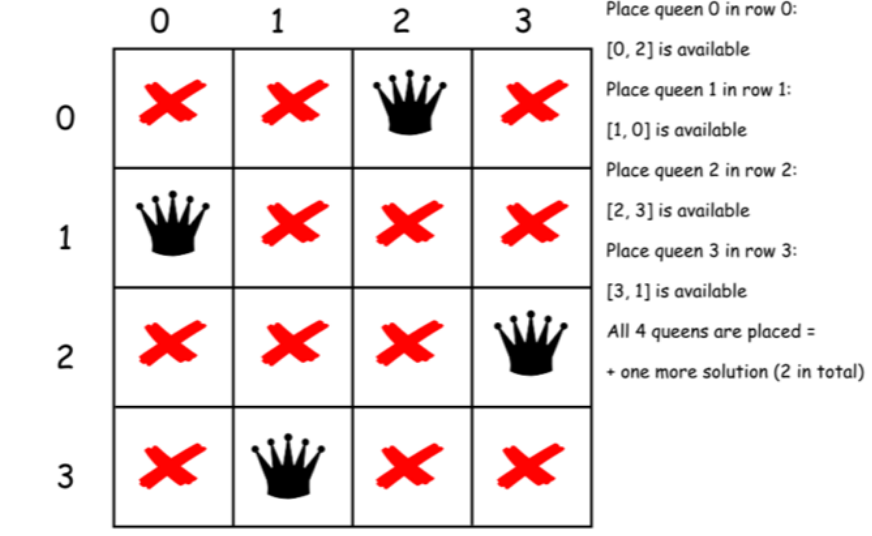 0 1 2 3
0
1
2
3
Place queen 0 in row 0:
[0, 2] is available
Place queen 1 in row 1:
[1, 0] is available
Place queen 2 in row 2:
[2, 3] is available
Place queen 3 in row 3:
[3, 1] is available
All 4 queens are placed =
+ one more solution (2 in total)